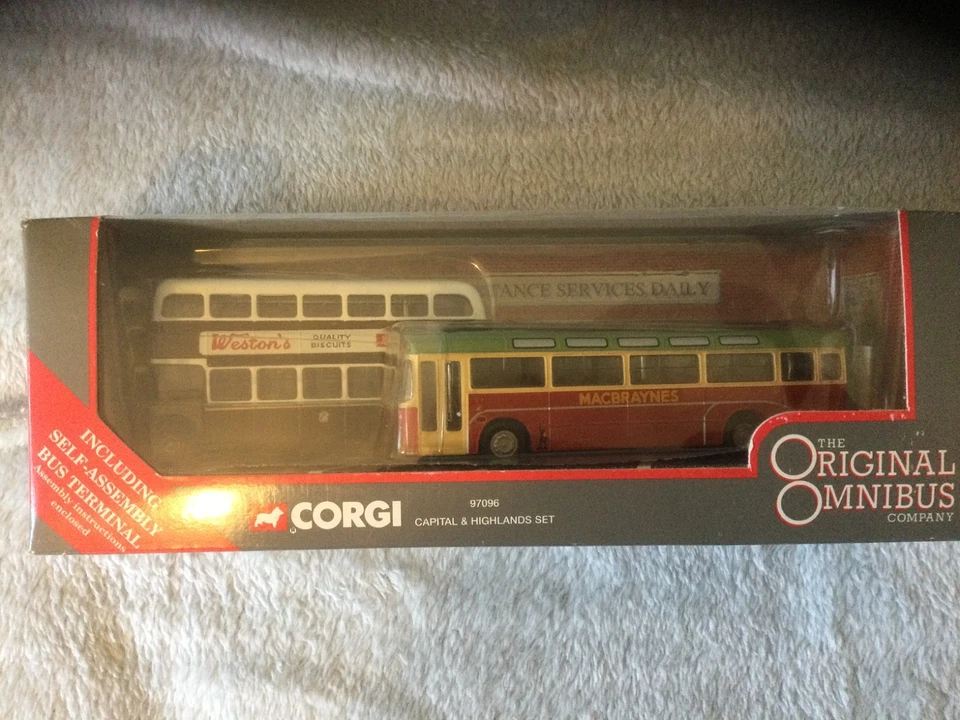 Weston's QUALITY
BISCUITS
TANCE SERVICES DAILY
MACBRAYNES
INCLUDING
SELF-ASSEMBLY
BUS TERMINAL
Assembly instructions
enclosed
CORGI
97096
CAPITAL & HIGHLANDS SET
THE
ORIGINAL
OMNIBUS
COMPANY